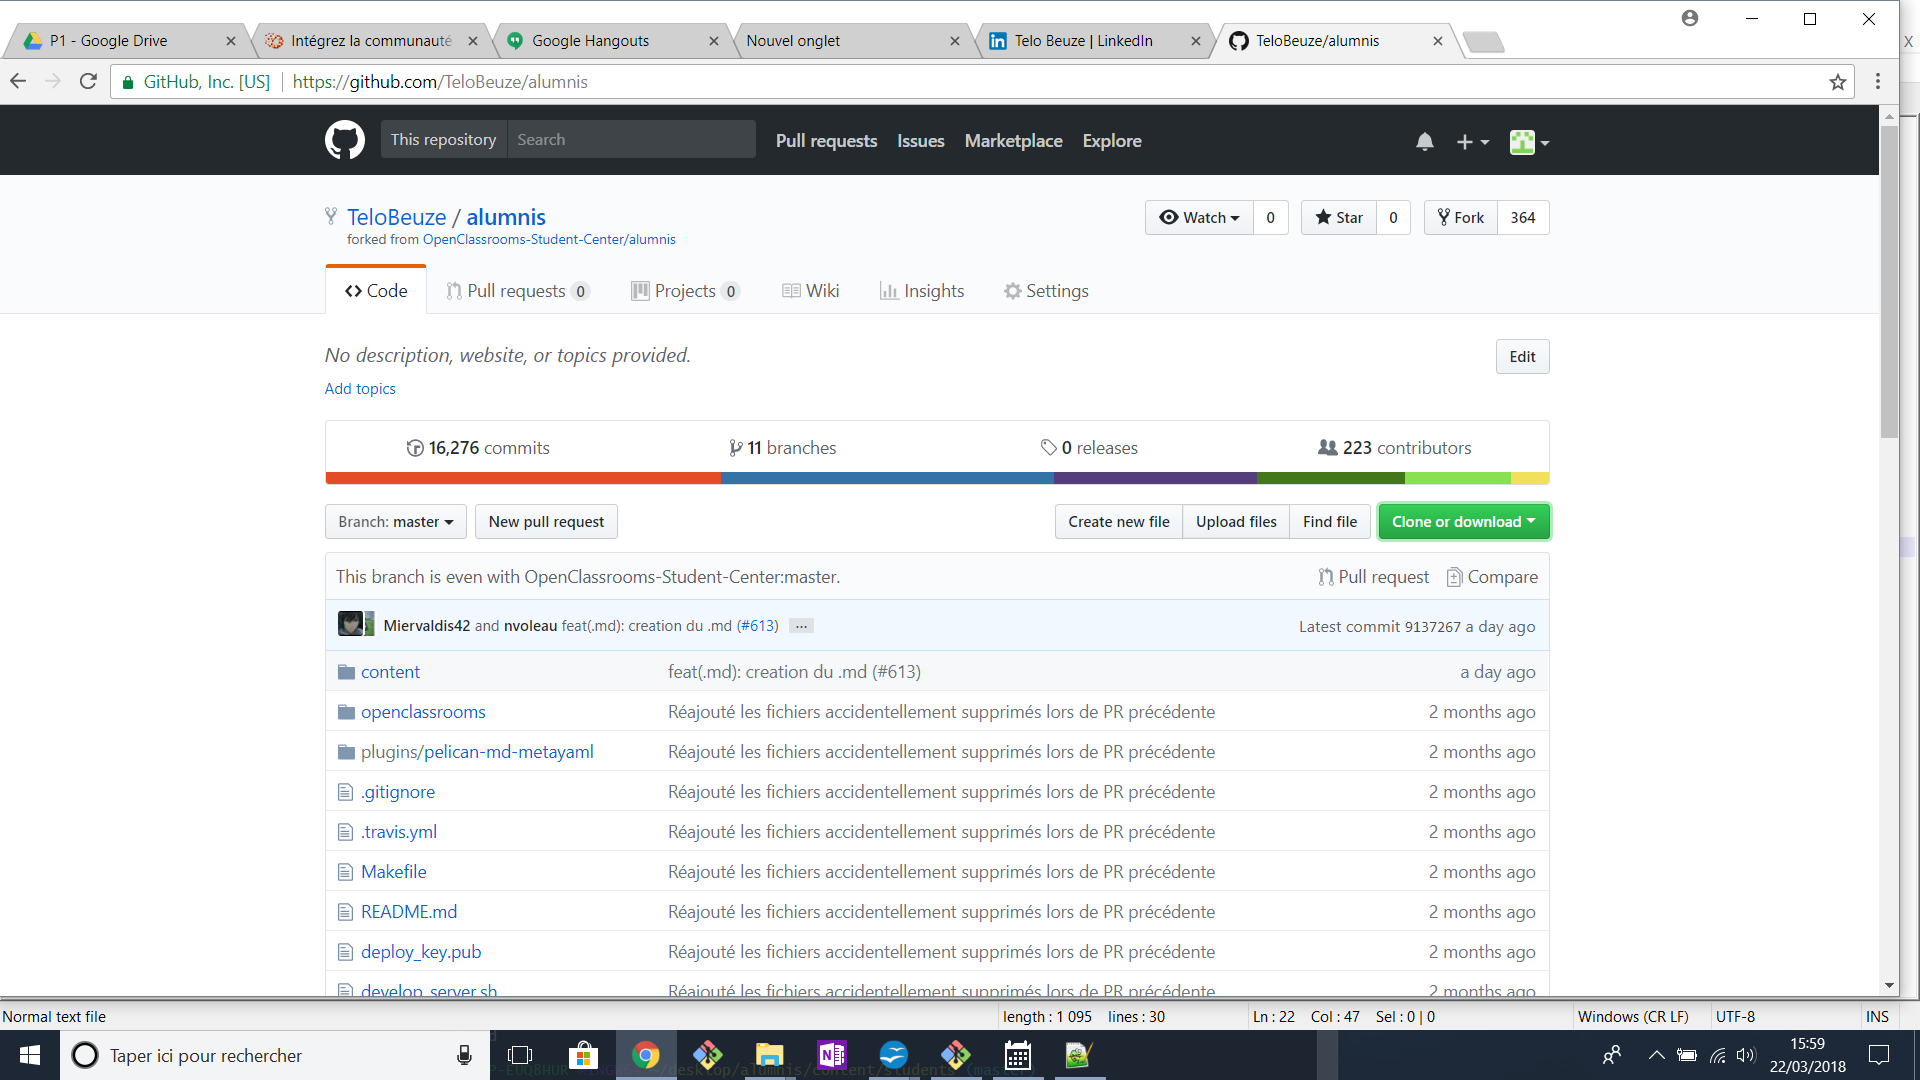 P1 - Google Drive
Intégrez la communauté
Google Hangouts
Nouvel onglet
Telo Beuze | LinkedIn
TeloBeuze/alumnis
X
GitHub, Inc. [US] https://github.com/TeloBeuze/alumnis
This repository Search Pull requests Issues Marketplace Explore
TeloBeuze / alumnis Watch 0 Star 0 Fork 364
forked from OpenClassrooms-Student-Center/alumnis
Code Pull requests 0 Projects 0 Wiki Insights Settings
No description, website, or topics provided. Edit
Add topics
16,276 commits 11 branches 0 releases 223 contributors
Branch: master New pull request Create new file Upload files Find file Clone or download
This branch is even with OpenClassrooms-Student-Center:master. Pull request Compare
Miervaldis42 and nvoleau feat(.md): creation du .md (#613) ... Latest commit 9137267 a day ago
content feat(.md): creation du .md (#613) a day ago
openclassrooms Réajouté les fichiers accidentellement supprimés lors de PR précédente 2 months ago
plugins/pelican-md-metayaml Réajouté les fichiers accidentellement supprimés lors de PR précédente 2 months ago
.gitignore Réajouté les fichiers accidentellement supprimés lors de PR précédente 2 months ago
.travis.yml Réajouté les fichiers accidentellement supprimés lors de PR précédente 2 months ago
Makefile Réajouté les fichiers accidentellement supprimés lors de PR précédente 2 months ago
README.md Réajouté les fichiers accidentellement supprimés lors de PR précédente 2 months ago
deploy_key.pub Réajouté les fichiers accidentellement supprimés lors de PR précédente 2 months ago
develop_server.sh Réajouté les fichiers accidentellement supprimés lors de PR précédente 2 months ago
Normal text file length : 1 095 lines : 30 Ln : 22 Col : 47 Sel : 0 | 0 Windows (CR LF) UTF-8 INS
Taper ici pour rechercher
15:59
22/03/2018